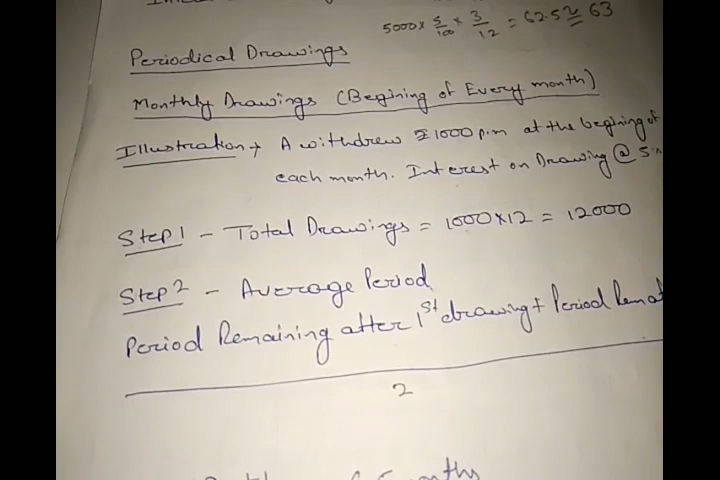 5000 × 5/100 × 3/12 = 62.5 ≈ 63
Periodical Drawings
Monthly Drawings (Begining of Every month)
Illustration → A withdrew ₹1000 p.m at the begining of
each month. Interest on Drawing @ 5%
Step 1 - Total Drawings = 1000×12 = 12000
Step 2 - Average Period
Period Remaining after 1st drawing + Period Rem
2
months